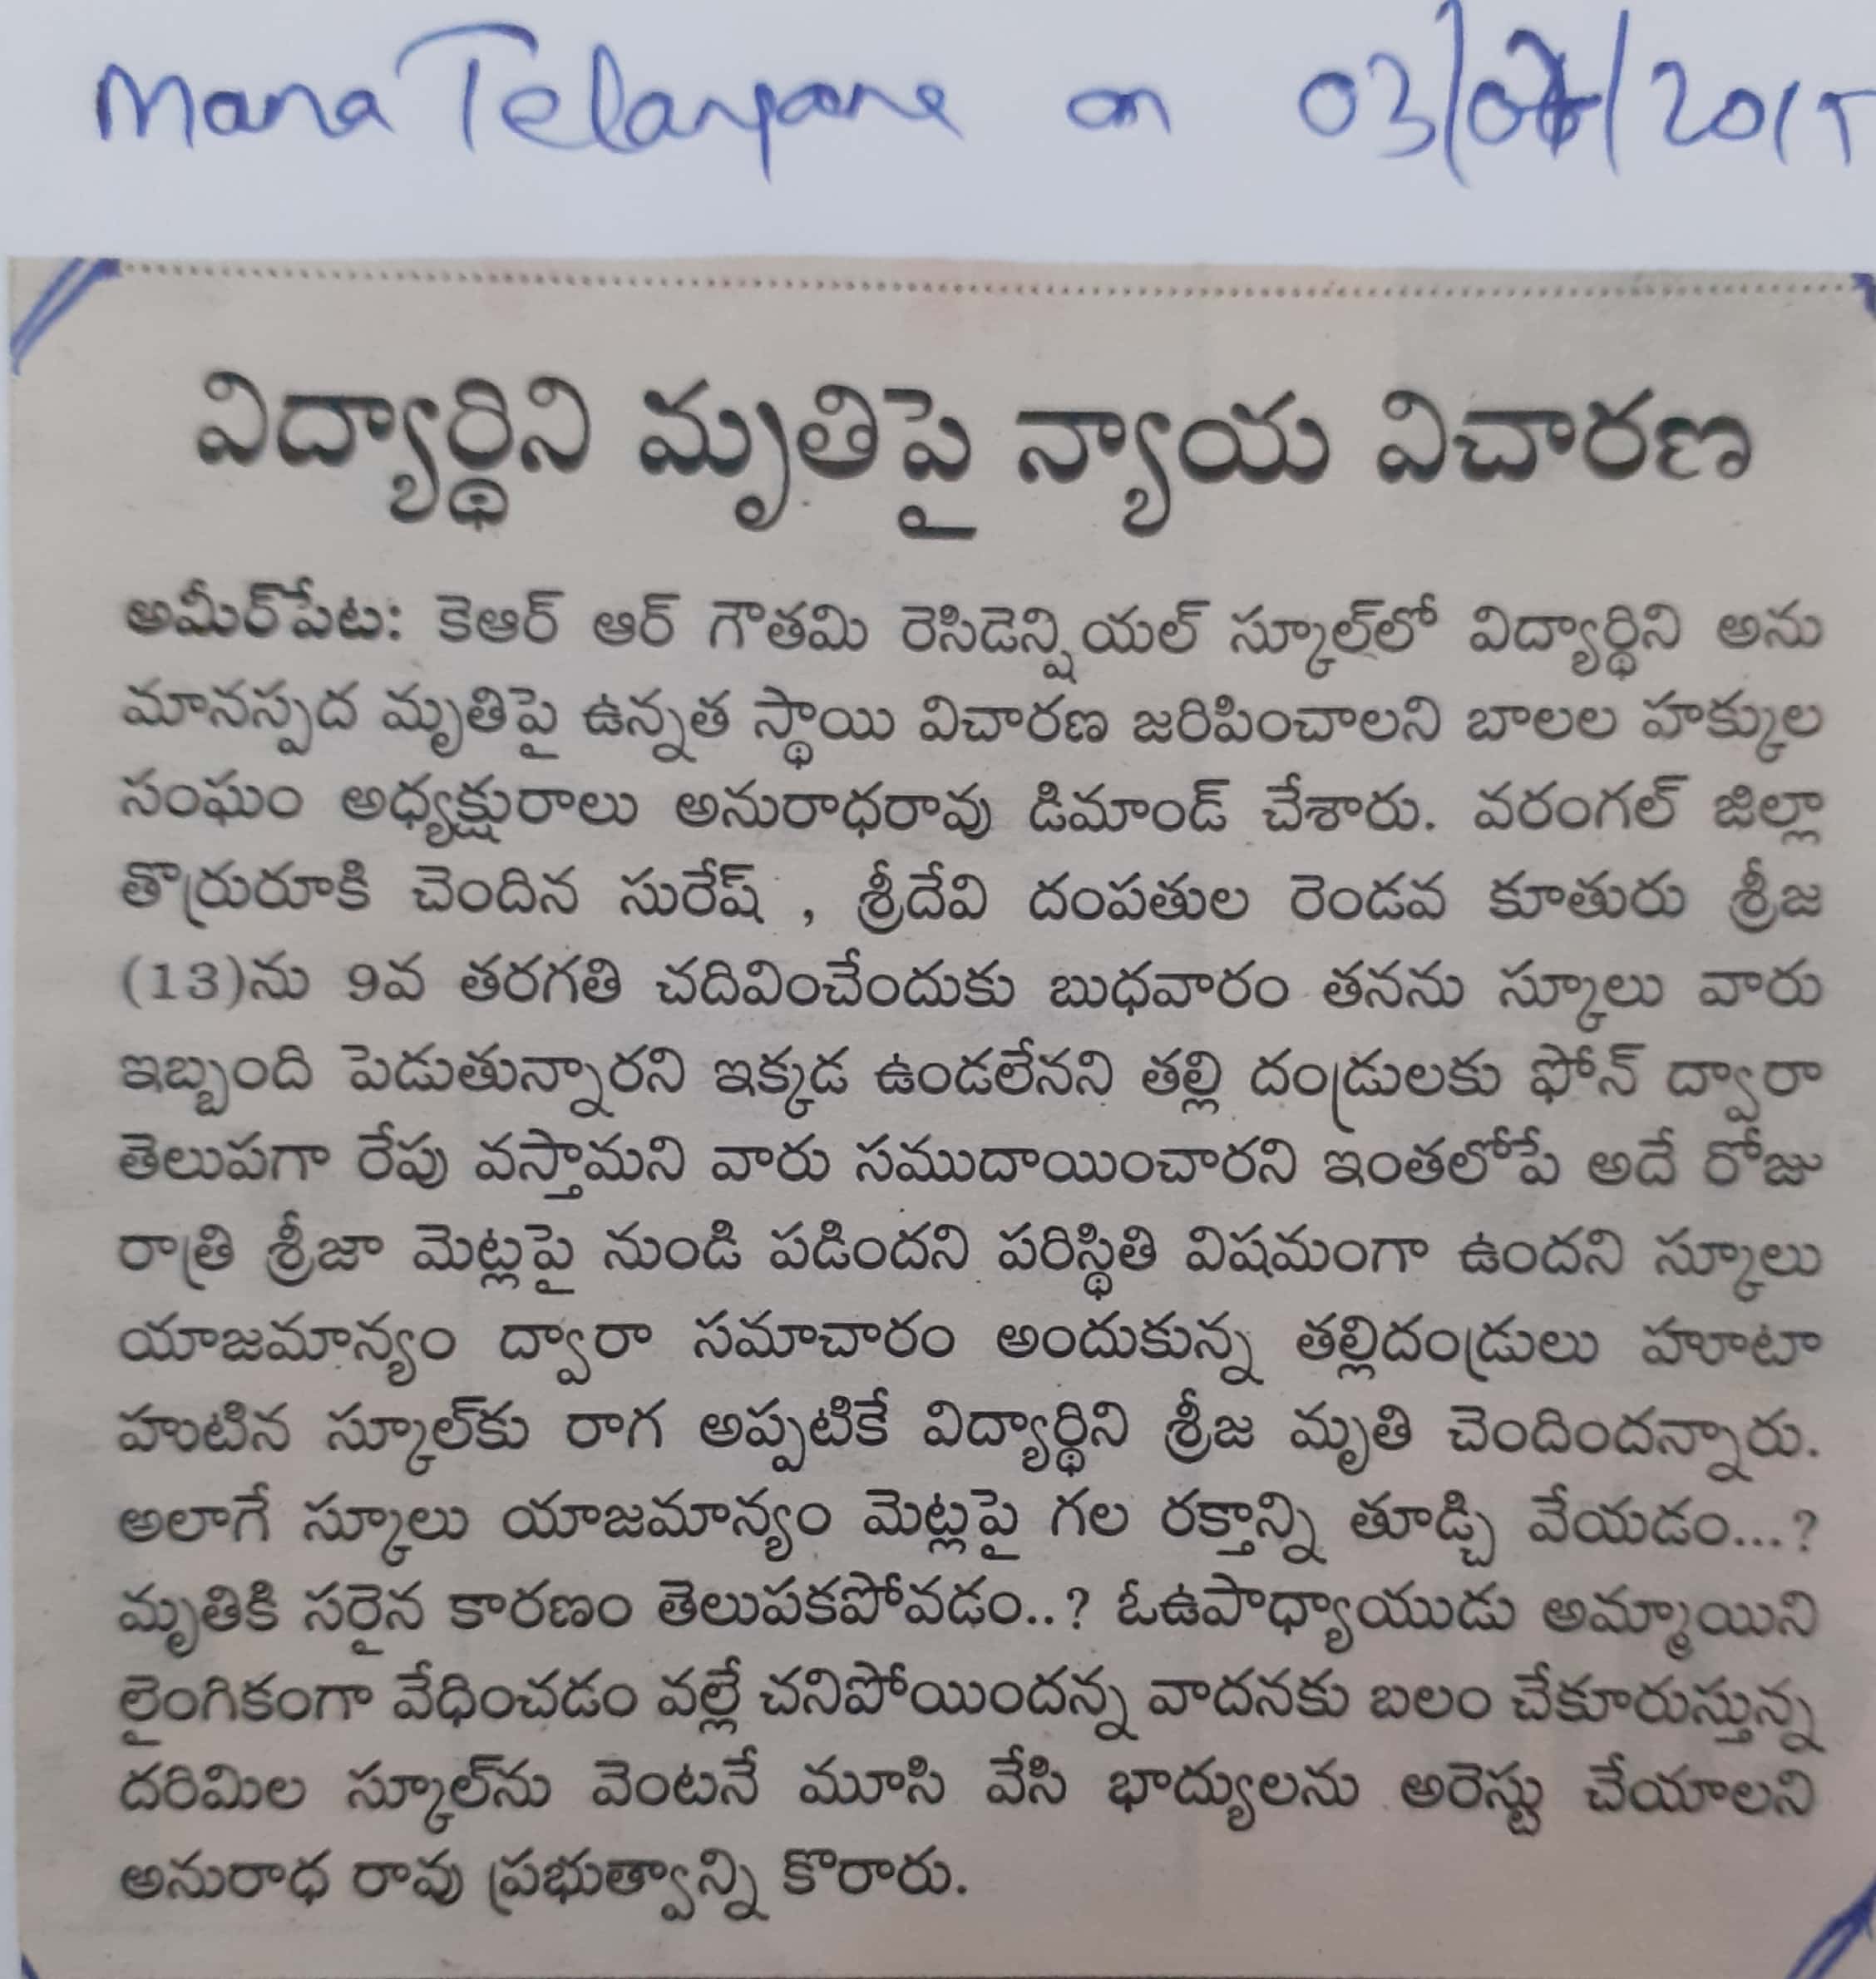 Mana Telangana on 03/07/2015
విద్యార్థిని మృతిపై న్యాయ విచారణ
అమీర్‌పేట: కెఆర్ ఆర్ గౌతమి రెసిడెన్షియల్ స్కూల్‌లో విద్యార్థిని అను
మానస్పద మృతిపై ఉన్నత స్థాయి విచారణ జరిపించాలని బాలల హక్కుల
సంఘం అధ్యక్షురాలు అనురాధరావు డిమాండ్ చేశారు. వరంగల్ జిల్లా
తొర్రురూకి చెందిన సురేష్ , శ్రీదేవి దంపతుల రెండవ కూతురు శ్రీజ
(13)ను 9వ తరగతి చదివించేందుకు బుధవారం తనను స్కూలు వారు
ఇబ్బంది పెడుతున్నారని ఇక్కడ ఉండలేనని తల్లి దండ్రులకు ఫోన్ ద్వారా
తెలుపగా రేపు వస్తామని వారు సముదాయించారని ఇంతలోపే అదే రోజు
రాత్రి శ్రీజా మెట్లపై నుండి పడిందని పరిస్థితి విషమంగా ఉందని స్కూలు
యాజమాన్యం ద్వారా సమాచారం అందుకున్న తల్లిదండ్రులు హుటా
హుటిన స్కూల్‌కు రాగ అప్పటికే విద్యార్థిని శ్రీజ మృతి చెందిందన్నారు.
అలాగే స్కూలు యాజమాన్యం మెట్లపై గల రక్తాన్ని తూడ్చి వేయడం...?
మృతికి సరైన కారణం తెలుపకపోవడం..? ఓఉపాధ్యాయుడు అమ్మాయిని
లైంగికంగా వేధించడం వల్లే చనిపోయిందన్న వాదనకు బలం చేకూరుస్తున్న
దరిమిల స్కూల్‌ను వెంటనే మూసి వేసి భాద్యులను అరెస్టు చేయాలని
అనురాధ రావు ప్రభుత్వాన్ని కొరారు.